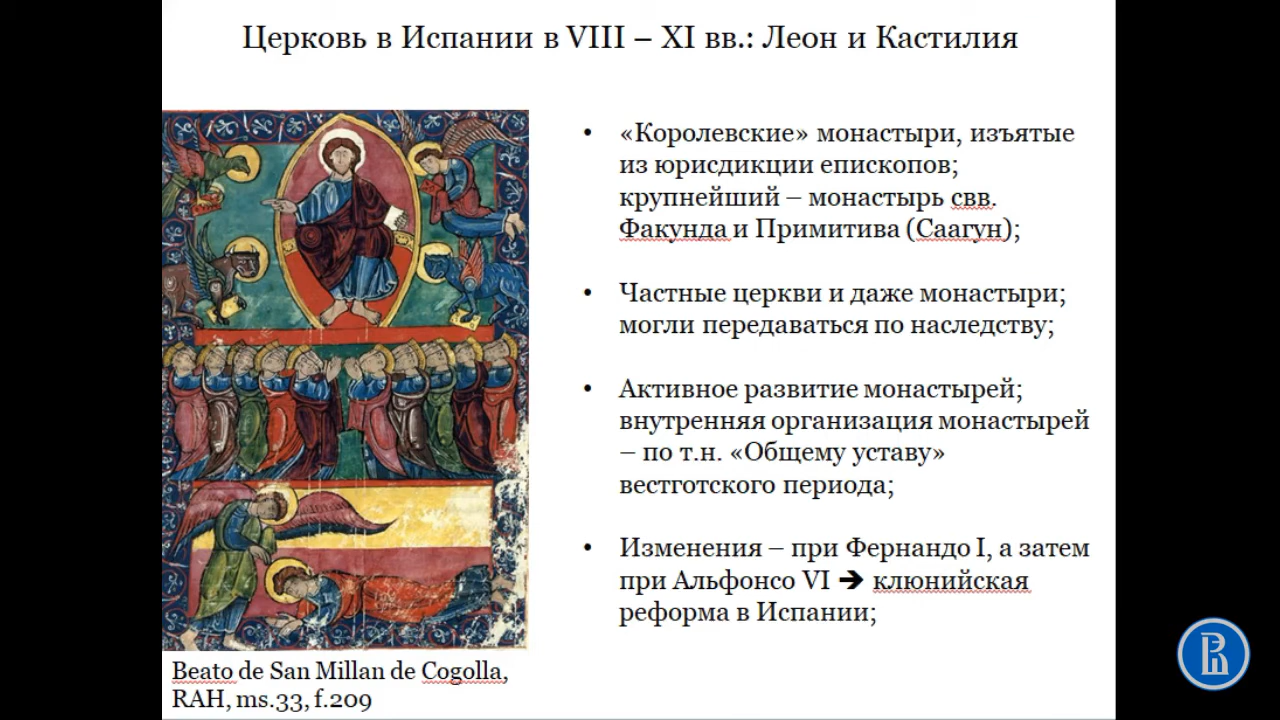 Церковь в Испании в VIII – XI вв.: Леон и Кастилия
• «Королевские» монастыри, изъятые
из юрисдикции епископов;
крупнейший – монастырь свв.
Факунда и Примитива (Саагун);
• Частные церкви и даже монастыри;
могли передаваться по наследству;
• Активное развитие монастырей;
внутренняя организация монастырей
– по т.н. «Общему уставу»
вестготского периода;
• Изменения – при Фернандо I, а затем
при Альфонсо VI ➔ клюнийская
реформа в Испании;
Beato de San Millan de Cogolla,
RAH, ms.33, f.209